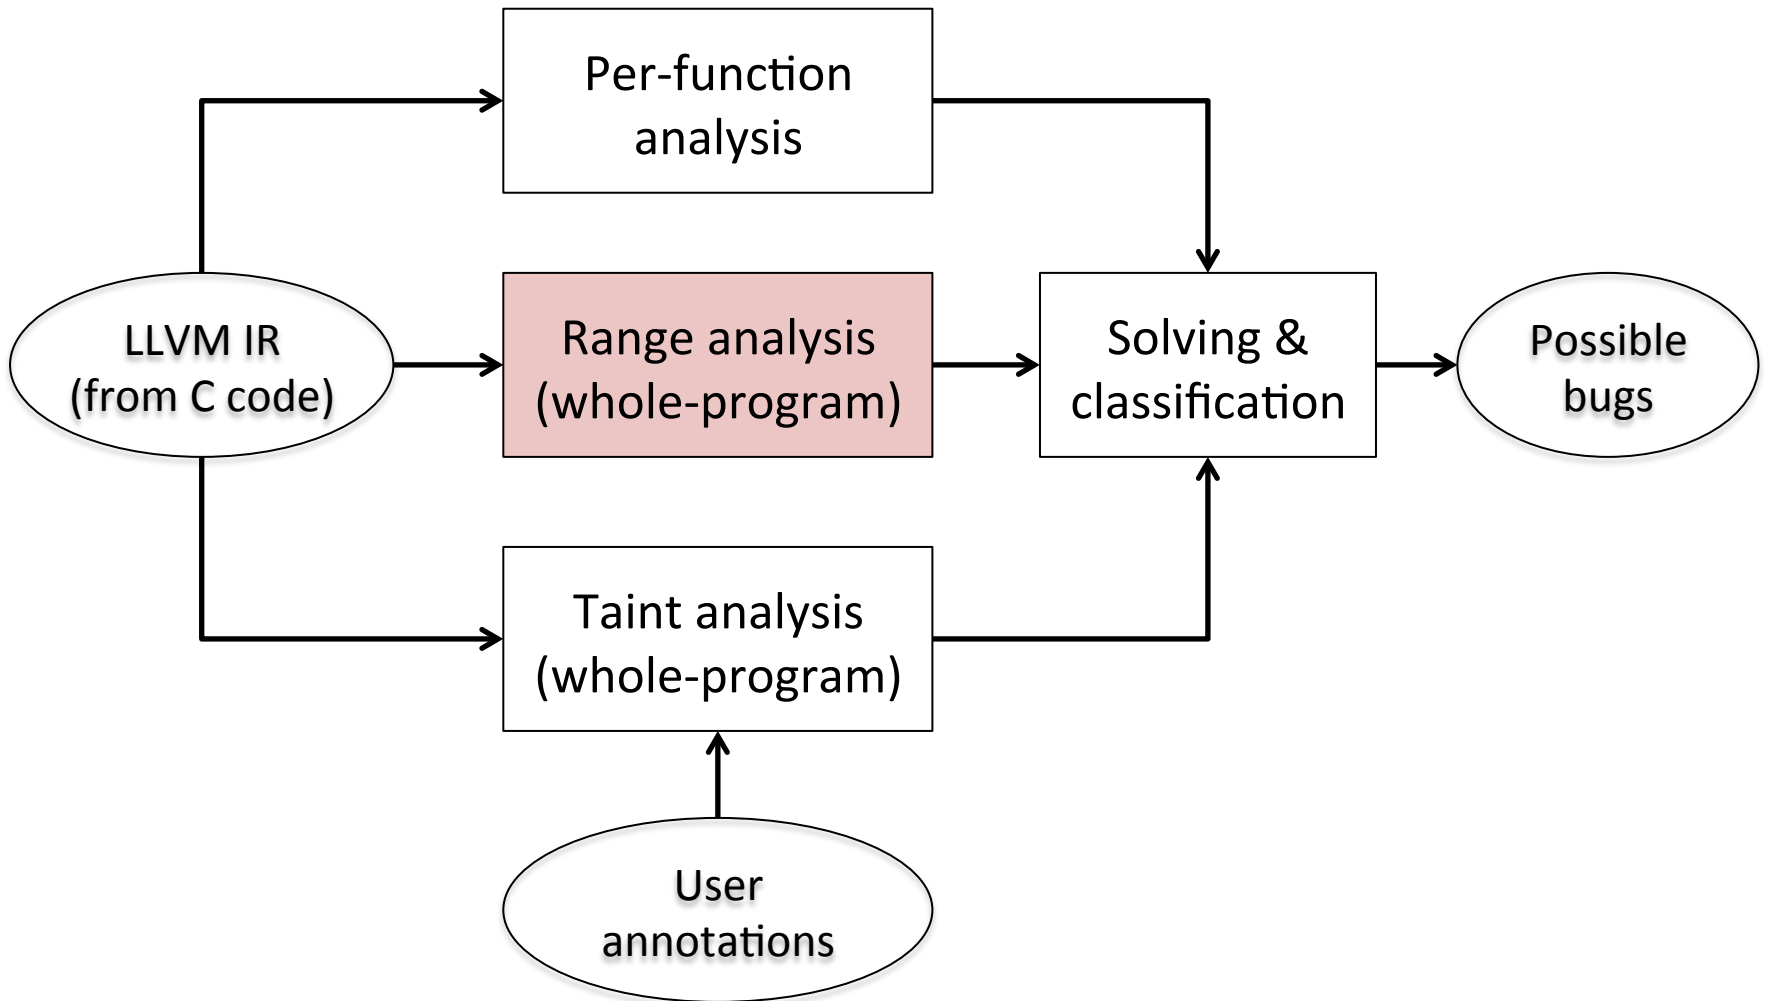 Per-function
analysis
LLVM IR
(from C code)
Range analysis
(whole-program)
Solving &
classification
Possible
bugs
Taint analysis
(whole-program)
User
annotations